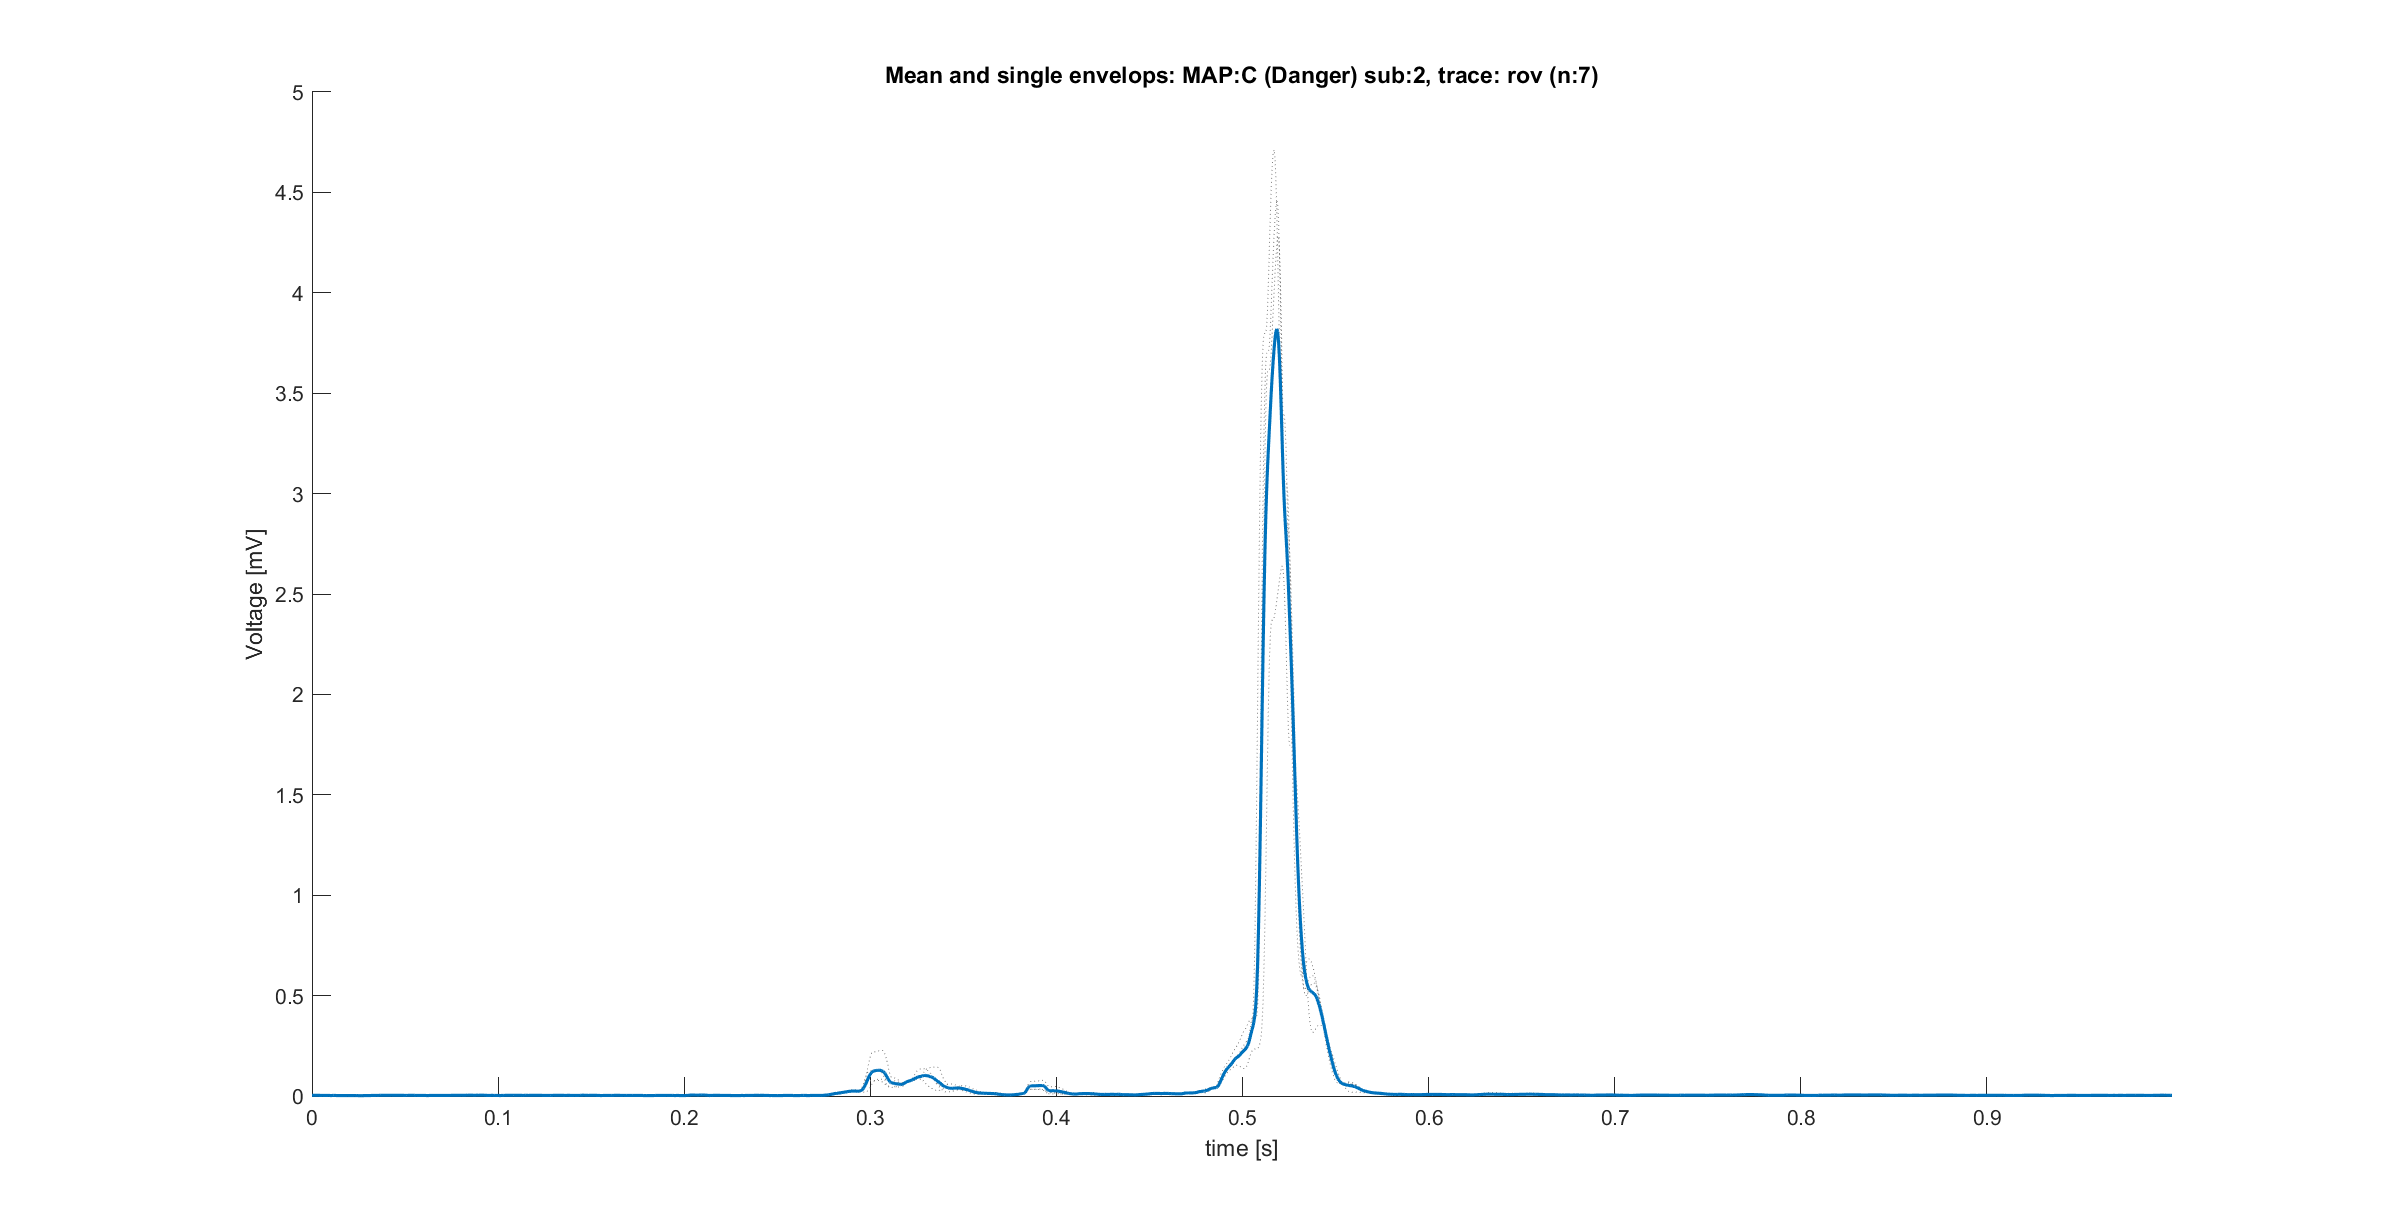 Mean and single envelops: MAP:C (Danger) sub:2, trace: rov (n:7)
5
4.5
4
3.5
3
2.5
2
1.5
1
0.5
0
Voltage [mV]
0 0.1 0.2 0.3 0.4 0.5 0.6 0.7 0.8 0.9
time [s]